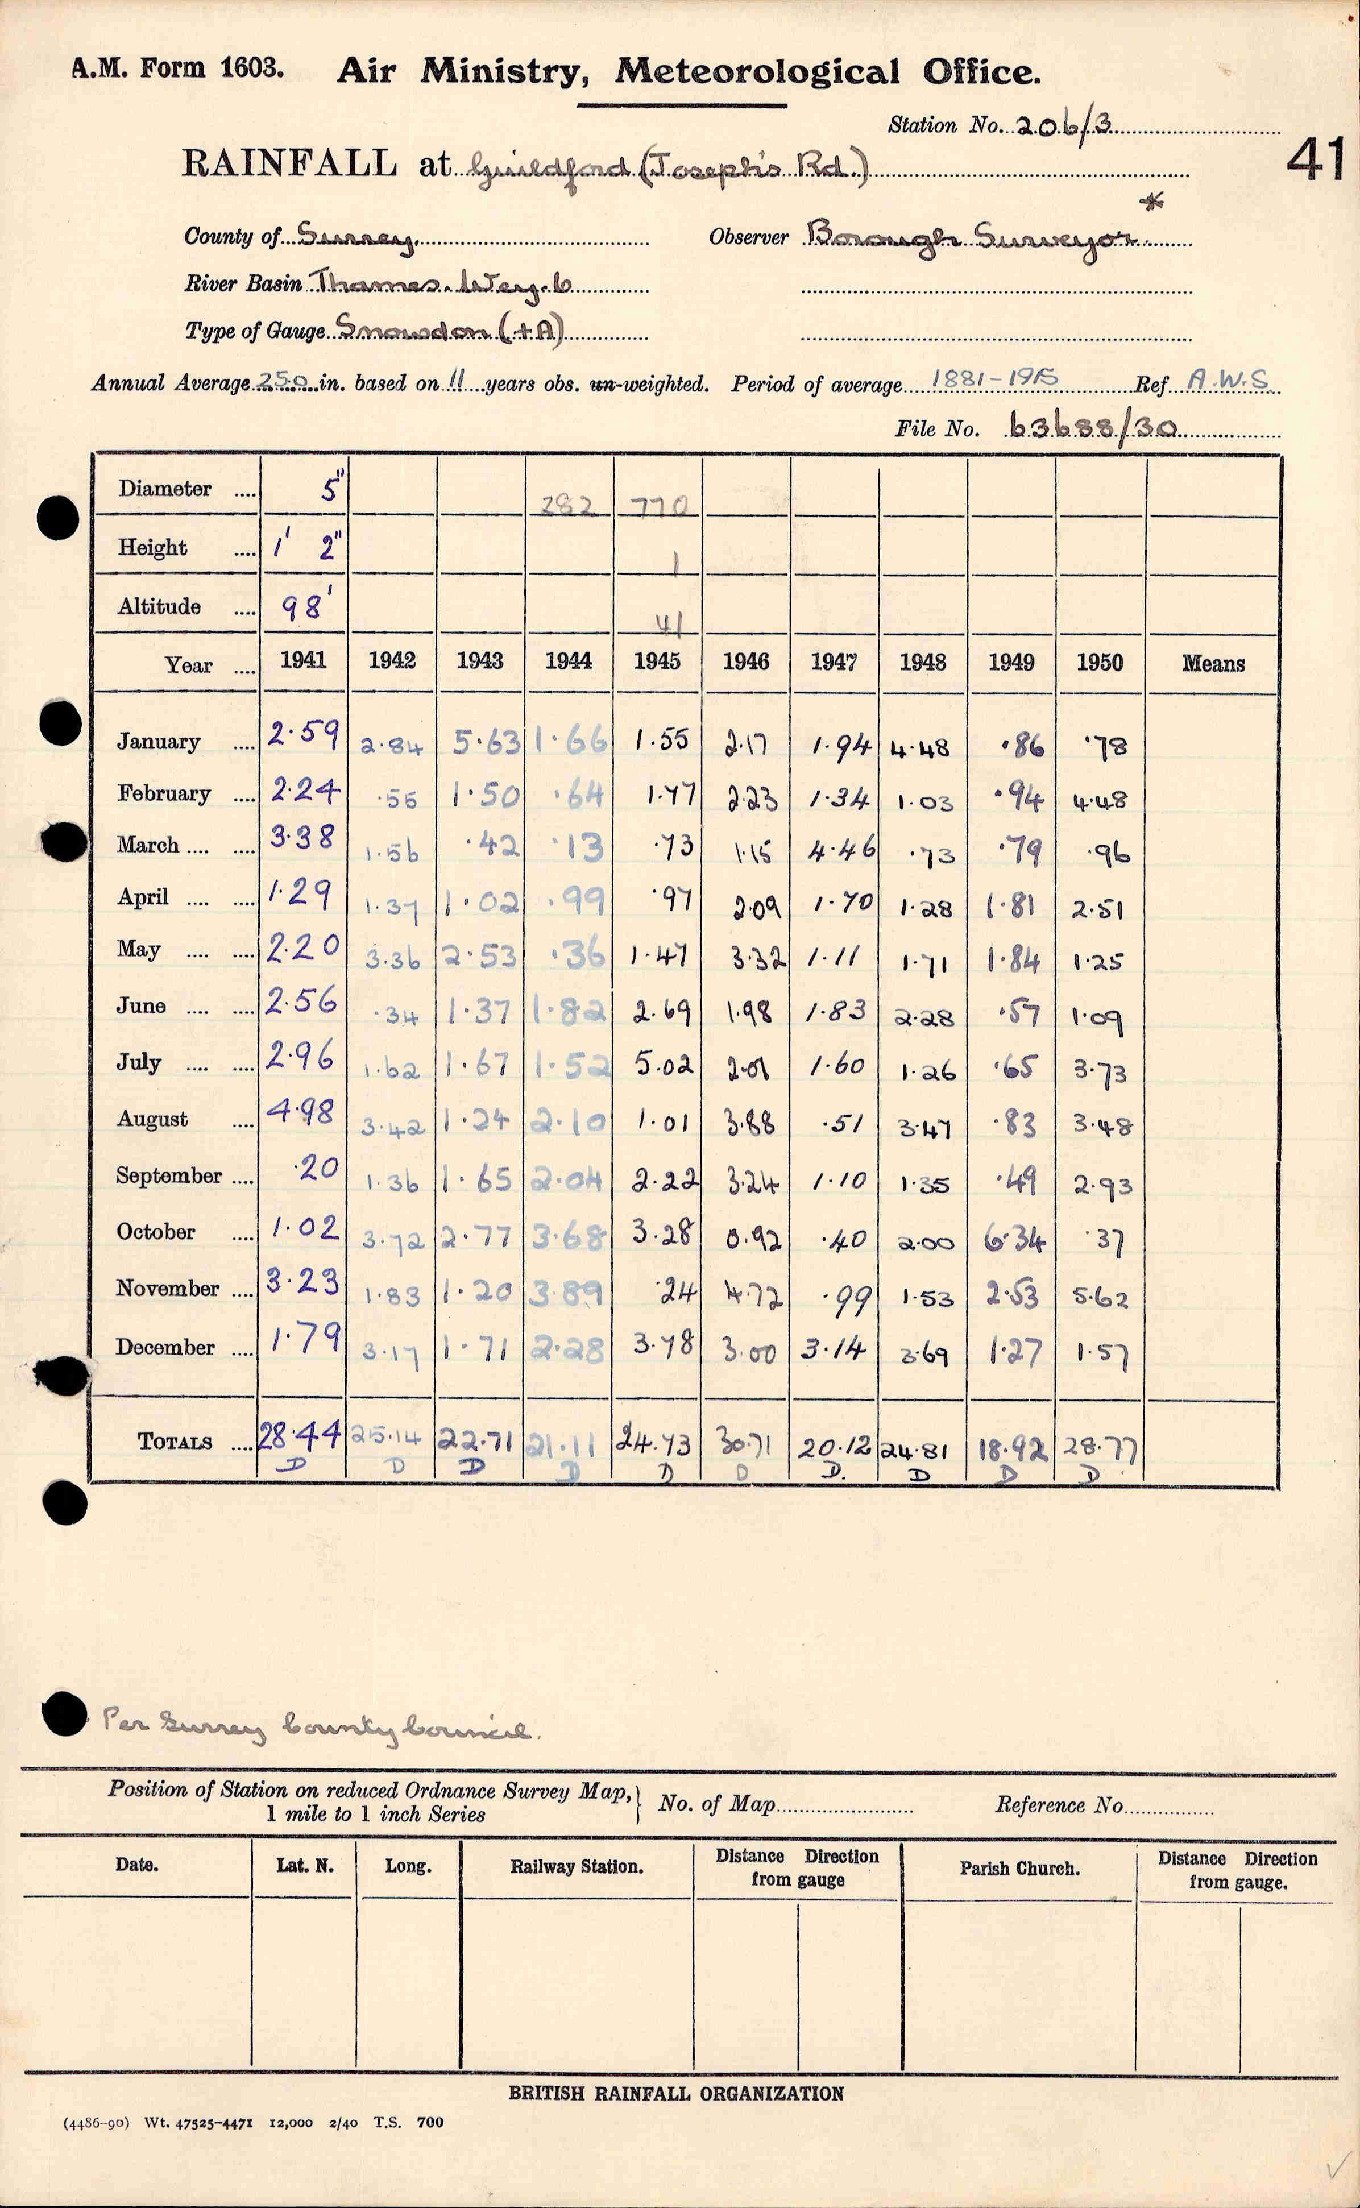 A.M. Form 1603. Air Ministry, Meteorological Office.
Station No. 206/3
41
RAINFALL at Guildford (Joseph's Rd.)
*
County of Surrey Observer Borough Surveyor
River Basin Thames. Wey. 6
Type of Gauge Snowdon (+A)
Annual Average 250 in. based on 11 years obs. un-weighted. Period of average 1881-1915 Ref A.W.S.
File No. 63688/30
Diameter .... 5" 282 770
Height .... 1' 2" 1
Altitude .... 98' 41
Year .... 1941 1942 1943 1944 1945 1946 1947 1948 1949 1950 Means
January .... 2.59 2.84 5.63 1.66 1.55 2.17 1.94 4.48 .86 .78
February .... 2.24 .55 1.50 .64 1.77 2.23 1.34 1.03 .94 4.48
March .... .... 3.38 1.56 .42 .13 .73 1.15 4.46 .73 .79 .96
April .... .... 1.29 1.37 1.02 .99 .97 2.09 1.70 1.28 1.81 2.51
May .... .... 2.20 3.36 2.53 .36 1.47 3.32 1.11 1.71 1.84 1.25
June .... .... 2.56 .34 1.37 1.82 2.69 1.98 1.83 2.28 .57 1.09
July .... .... 2.96 1.62 1.67 1.52 5.02 2.01 1.60 1.26 .65 3.73
August .... 4.98 3.42 1.24 2.10 1.01 3.88 .51 3.47 .83 3.48
September .... .20 1.36 1.65 2.04 2.22 3.24 1.10 1.35 .49 2.93
October .... 1.02 3.72 2.77 3.68 3.28 0.92 .40 2.00 6.34 .37
November .... 3.23 1.83 1.20 3.89 .24 4.72 .99 1.53 2.53 5.62
December .... 1.79 3.17 1.71 2.28 3.78 3.00 3.14 3.69 1.27 1.57
TOTALS .... 28.44 25.14 22.71 21.11 24.73 30.71 20.12 24.81 18.92 28.77
D D D D D D D. D D D
Per Surrey County Council.
Position of Station on reduced Ordnance Survey Map, } No. of Map Reference No
1 mile to 1 inch Series
Date. Lat. N. Long. Railway Station. Distance Direction from gauge Parish Church. Distance Direction from gauge.
BRITISH RAINFALL ORGANIZATION
(4486-90) Wt. 47525-4471 12,000 2/40 T.S. 700